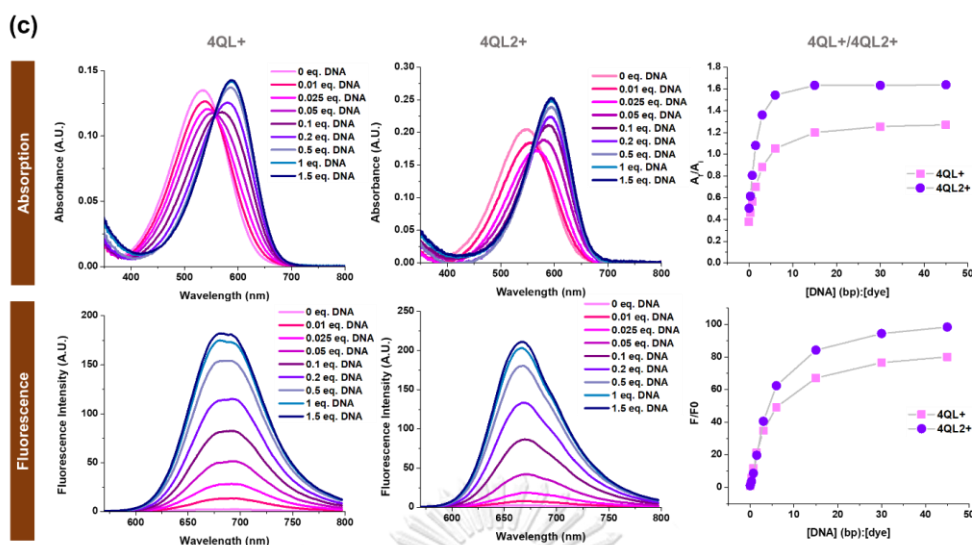 (c)
4QL+
4QL2+
4QL+/4QL2+
Absorption
Absorbance (A.U.)
0.15
0.10
0.05
0.00
400 500 600 700 800
Wavelength (nm)
0 eq. DNA
0.01 eq. DNA
0.025 eq. DNA
0.05 eq. DNA
0.1 eq. DNA
0.2 eq. DNA
0.5 eq. DNA
1 eq. DNA
1.5 eq. DNA
Absorbance (A.U.)
0.30
0.25
0.20
0.15
0.10
0.05
0.00
400 500 600 700 800
Wavelength (nm)
0 eq. DNA
0.01 eq. DNA
0.025 eq. DNA
0.05 eq. DNA
0.1 eq. DNA
0.2 eq. DNA
0.5 eq. DNA
1 eq. DNA
1.5 eq. DNA
1.8
1.6
1.4
1.2
1.0
0.8
0.6
0.4
0.2
0.0
0 10 20 30 40 50
[DNA] (bp):[dye]
4QL+
4QL2+
Fluorescence
Fluorescence Intensity (A.U.)
200
150
100
50
0
600 650 700 750 800
Wavelength (nm)
0 eq. DNA
0.01 eq. DNA
0.025 eq. DNA
0.05 eq. DNA
0.1 eq. DNA
0.2 eq. DNA
0.5 eq. DNA
1 eq. DNA
1.5 eq. DNA
Fluorescence Intensity (A.U.)
250
200
150
100
50
0
600 650 700 750 800
Wavelength (nm)
0 eq. DNA
0.01 eq. DNA
0.025 eq. DNA
0.05 eq. DNA
0.1 eq. DNA
0.2 eq. DNA
0.5 eq. DNA
1 eq. DNA
1.5 eq. DNA
F/F0
100
80
60
40
20
0
0 10 20 30 40 50
[DNA] (bp):[dye]
4QL+
4QL2+